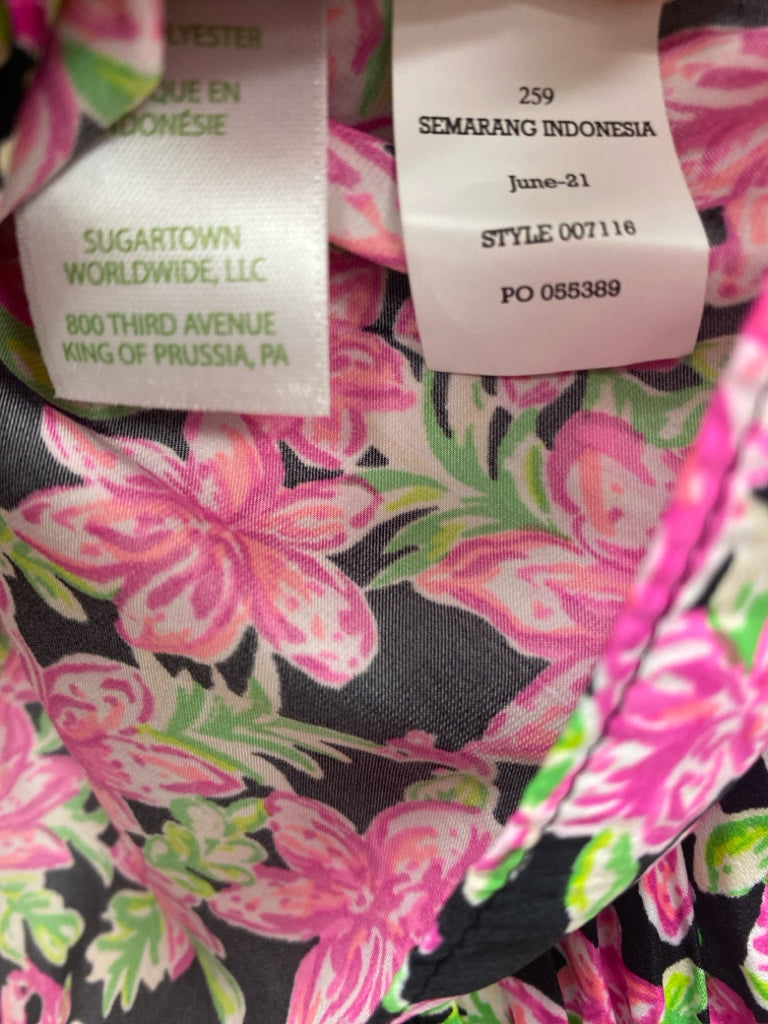 LYESTER
QUE EN
DONÉSIE
SUGARTOWN
WORLDWIDE, LLC
800 THIRD AVENUE
KING OF PRUSSIA, PA
259
SEMARANG INDONESIA
June-21
STYLE 007116
PO 055389